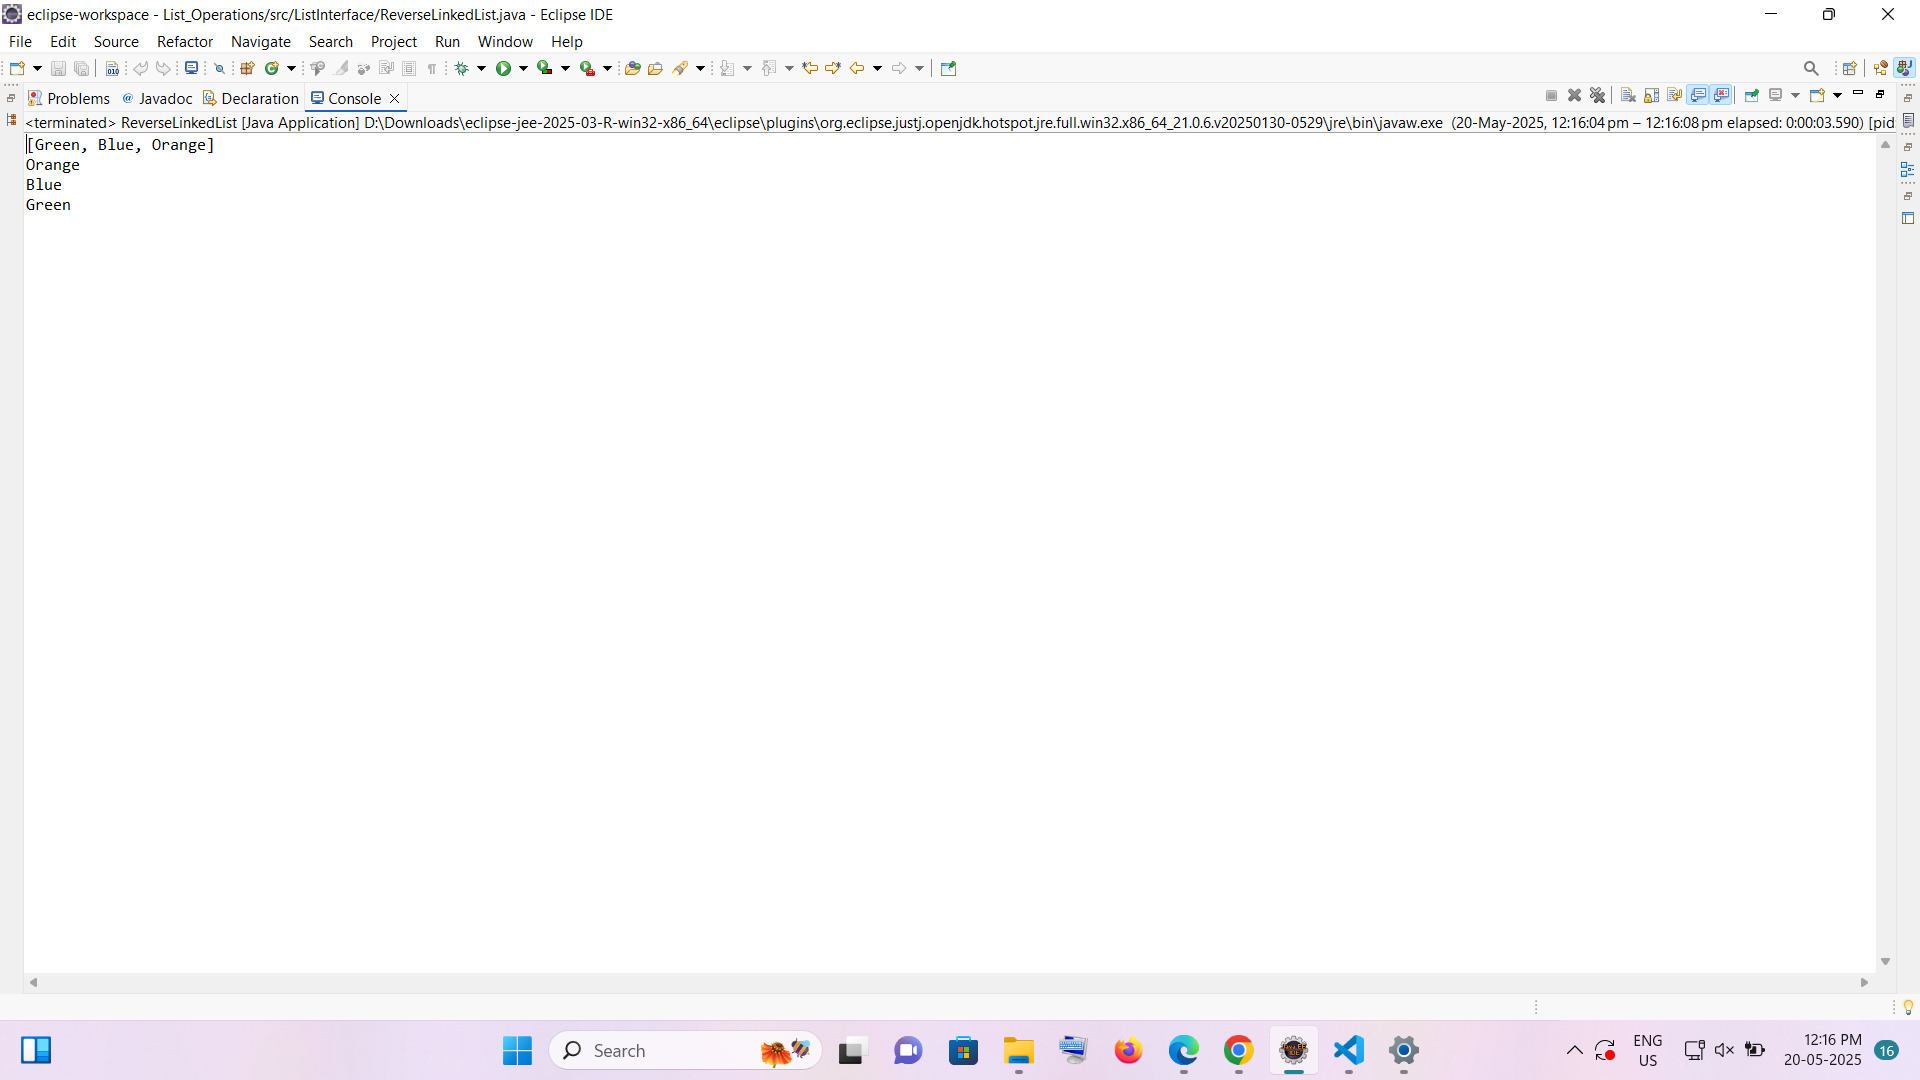 eclipse-workspace - List_Operations/src/ListInterface/ReverseLinkedList.java - Eclipse IDE
File Edit Source Refactor Navigate Search Project Run Window Help
Problems @ Javadoc Declaration Console
<terminated> ReverseLinkedList [Java Application] D:\Downloads\eclipse-jee-2025-03-R-win32-x86_64\eclipse\plugins\org.eclipse.justj.openjdk.hotspot.jre.full.win32.x86_64_21.0.6.v20250130-0529\jre\bin\javaw.exe (20-May-2025, 12:16:04 pm – 12:16:08 pm elapsed: 0:00:03.590) [pid
[Green, Blue, Orange]
Orange
Blue
Green
Search
ENG
US
12:16 PM
20-05-2025
16